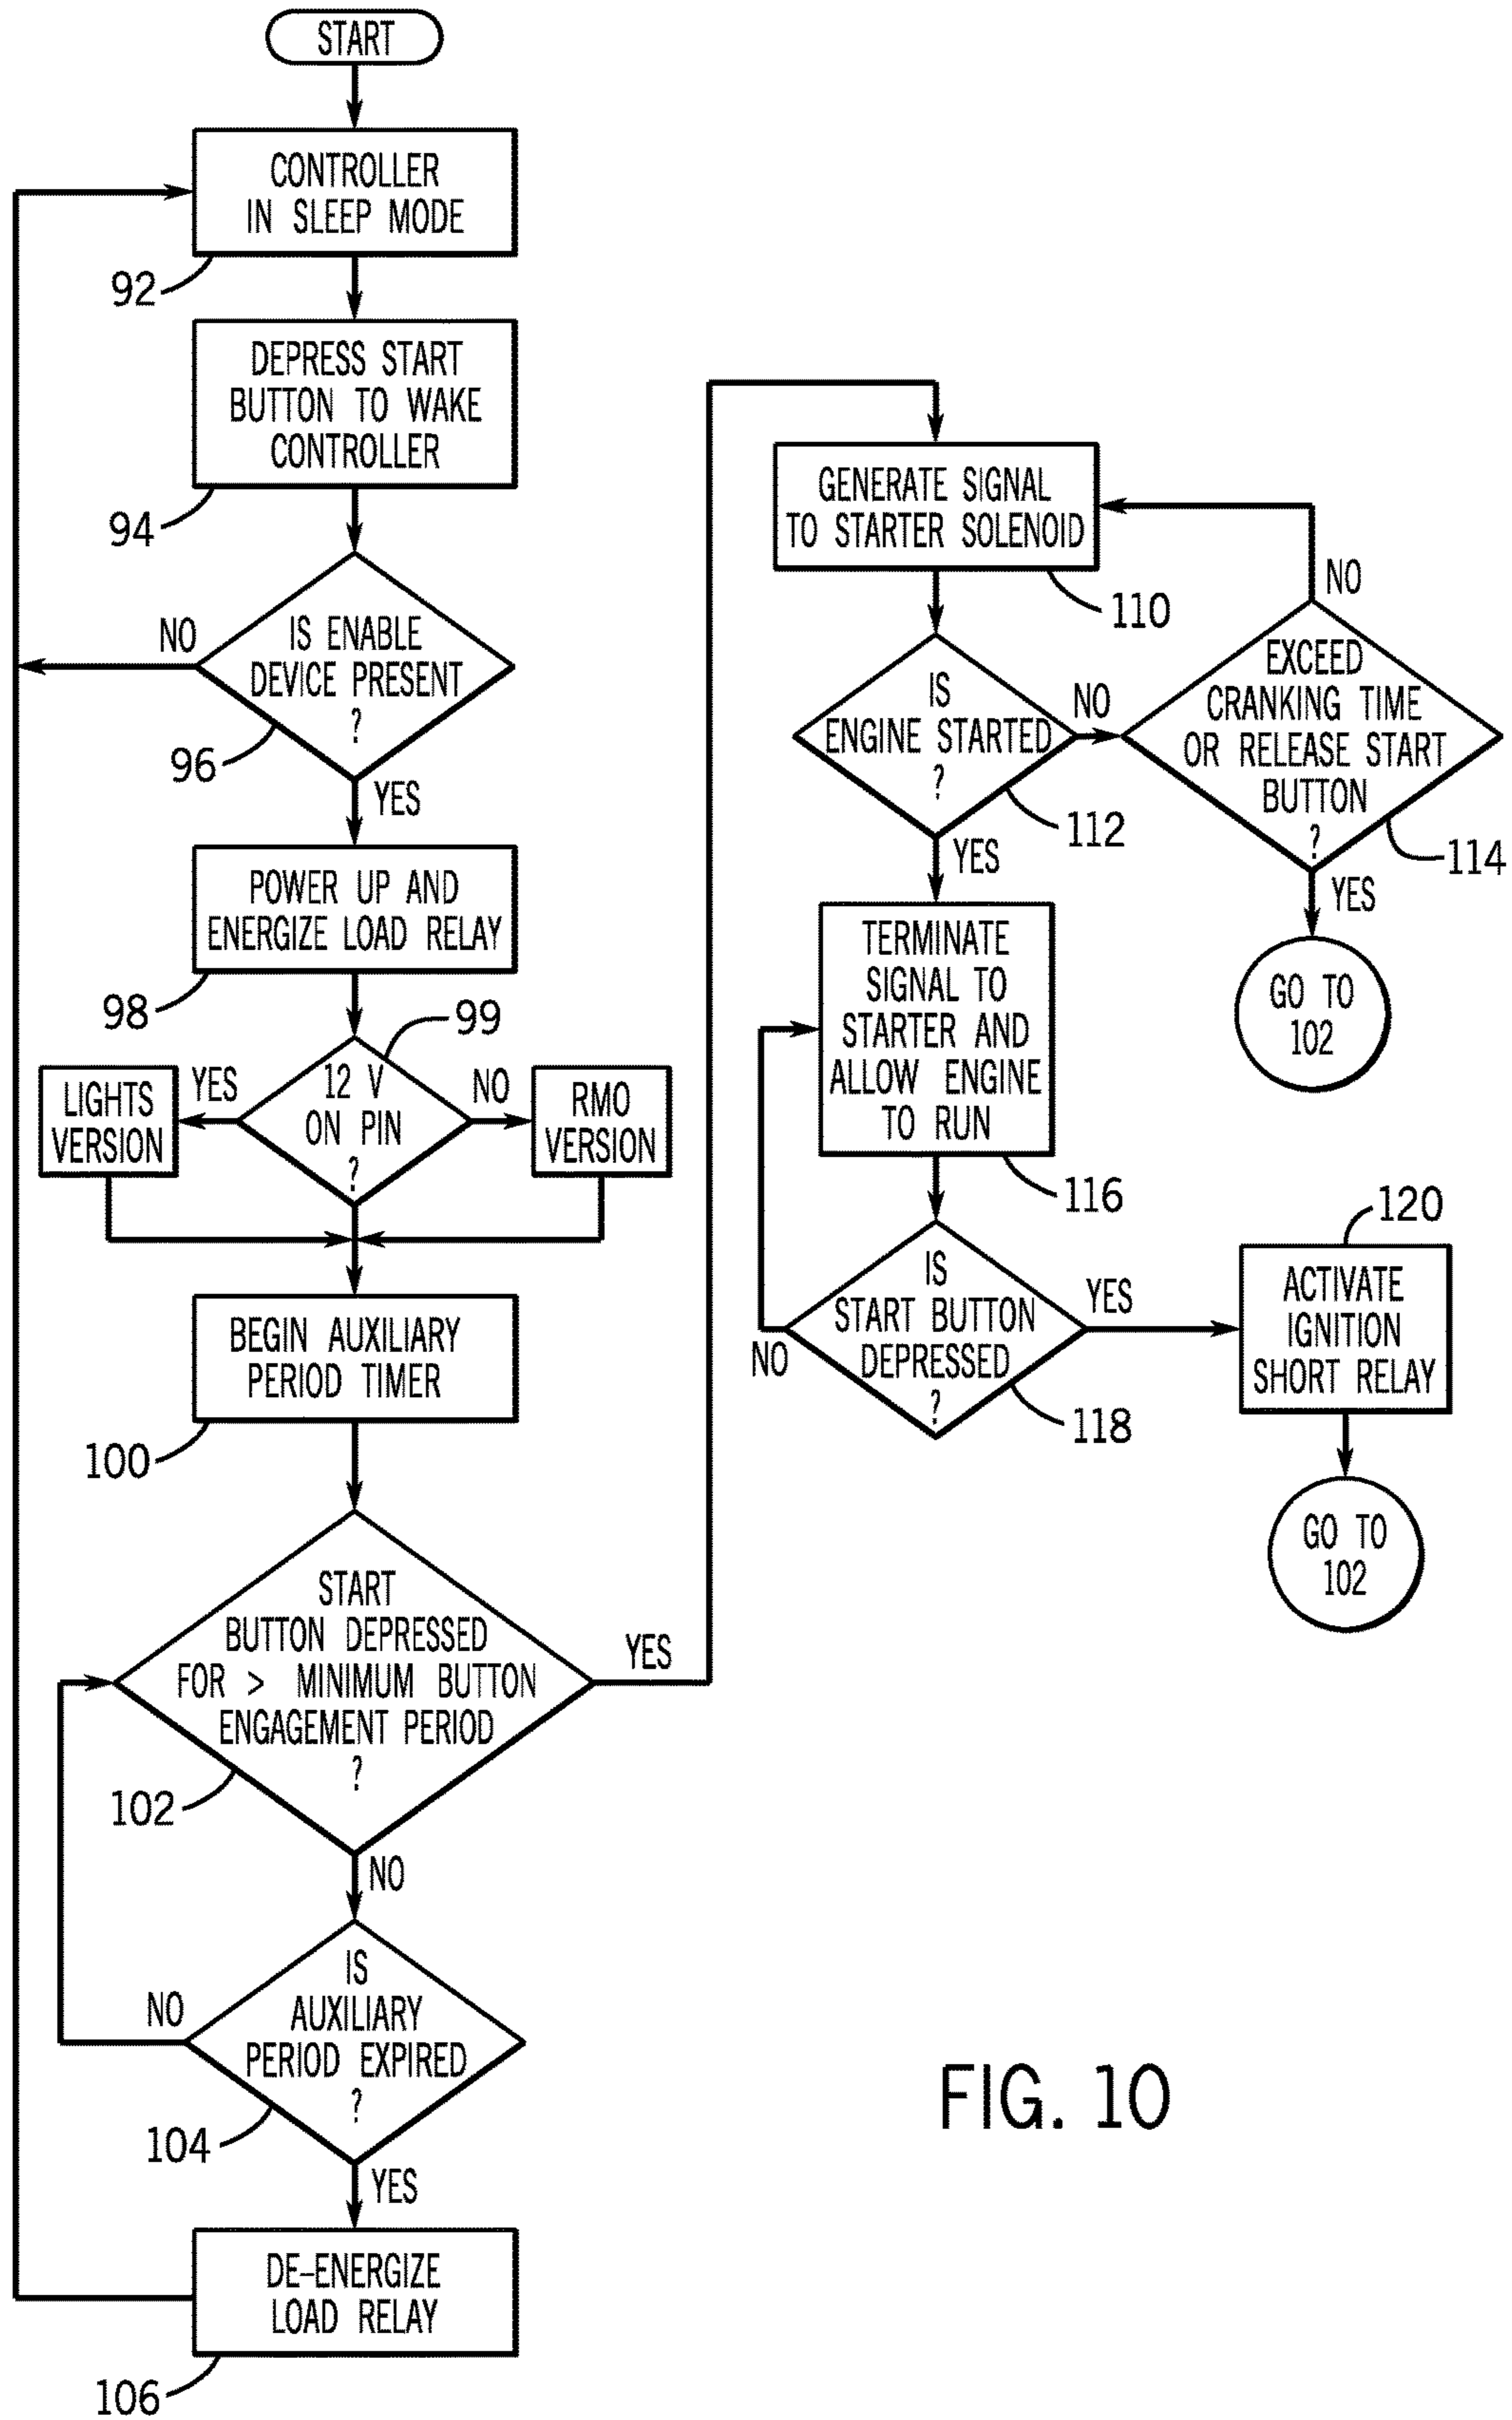 START
CONTROLLER
IN SLEEP MODE
92
DEPRESS START
BUTTON TO WAKE
CONTROLLER
94
NO
IS ENABLE
DEVICE PRESENT
?
96
YES
POWER UP AND
ENERGIZE LOAD RELAY
98
99
LIGHTS
VERSION
YES
12 V
ON PIN
?
NO
RMO
VERSION
BEGIN AUXILIARY
PERIOD TIMER
100
START
BUTTON DEPRESSED
FOR > MINIMUM BUTTON
ENGAGEMENT PERIOD
?
YES
102
NO
IS
AUXILIARY
PERIOD EXPIRED
?
NO
104
YES
DE-ENERGIZE
LOAD RELAY
106
GENERATE SIGNAL
TO STARTER SOLENOID
110
IS
ENGINE STARTED
?
NO
112
YES
NO
EXCEED
CRANKING TIME
OR RELEASE START
BUTTON
?
114
YES
GO TO
102
TERMINATE
SIGNAL TO
STARTER AND
ALLOW ENGINE
TO RUN
116
IS
START BUTTON
DEPRESSED
?
NO
YES
118
120
ACTIVATE
IGNITION
SHORT RELAY
GO TO
102
FIG. 10